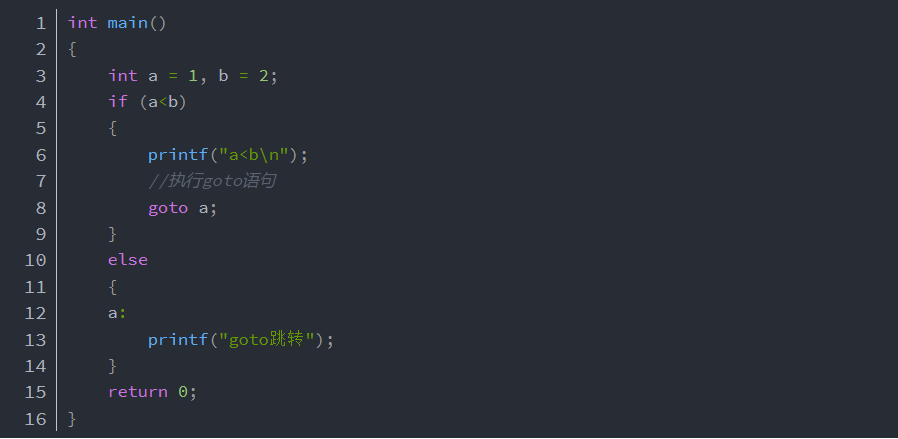 1 int main()
2 {
3     int a = 1, b = 2;
4     if (a<b)
5     {
6         printf("a<b\n");
7         //执行goto语句
8         goto a;
9     }
10     else
11     {
12     a:
13         printf("goto跳转");
14     }
15     return 0;
16 }